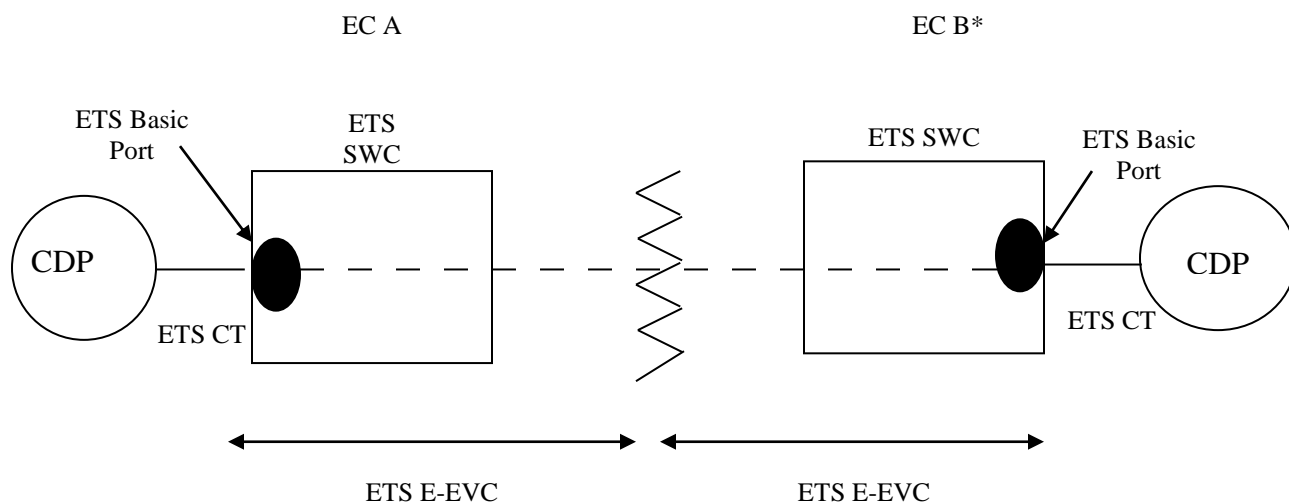 EC A
EC B*
ETS Basic
Port
ETS
SWC
ETS SWC
ETS Basic
Port
CDP
CDP
ETS CT
ETS CT
ETS E-EVC
ETS E-EVC